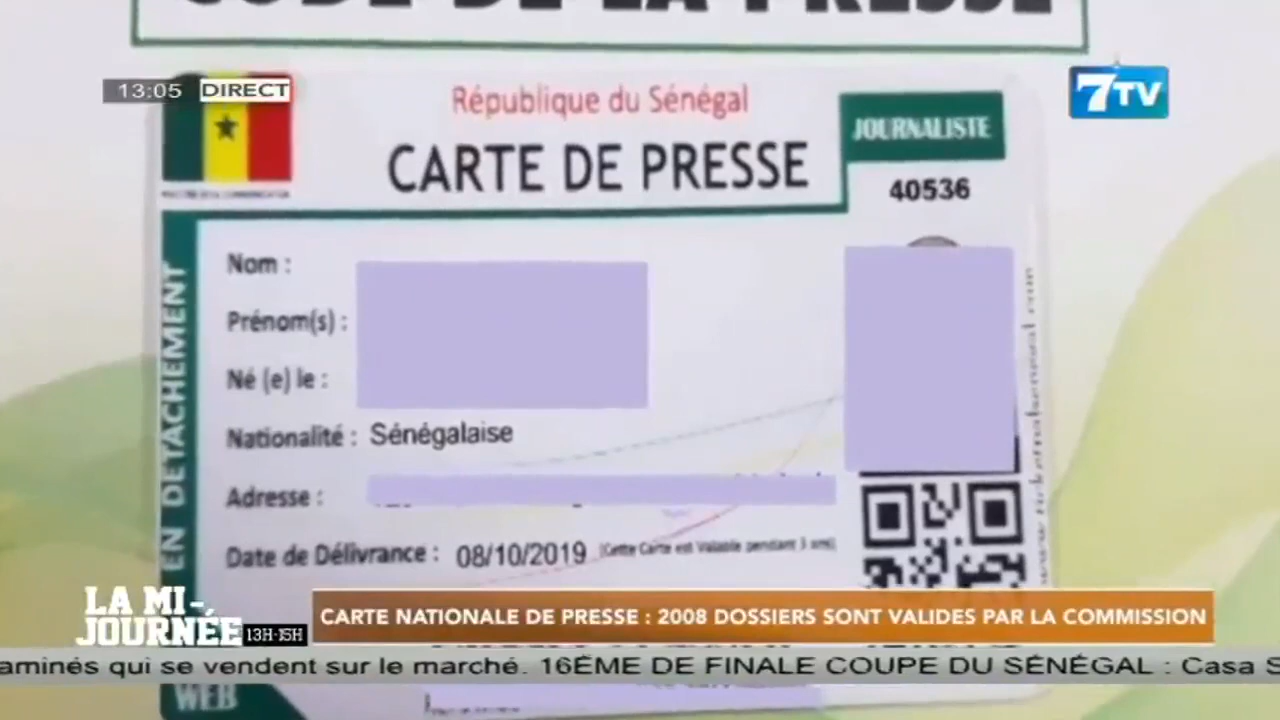 CODE DE LA PRESSE
13:05 DIRECT
7TV
République du Sénégal
CARTE DE PRESSE
JOURNALISTE
40536
EN DETACHEMENT
Nom :
Prénom(s) :
Né (e) le :
Nationalité : Sénégalaise
Adresse :
Date de Délivrance : 08/10/2019 (Cette Carte est Valable pendant 3 ans)
LA MI-
JOURNÉE 13H-15H
CARTE NATIONALE DE PRESSE : 2008 DOSSIERS SONT VALIDES PAR LA COMMISSION
aminés qui se vendent sur le marché. 16ÈME DE FINALE COUPE DU SÉNÉGAL : Casa S
WEB